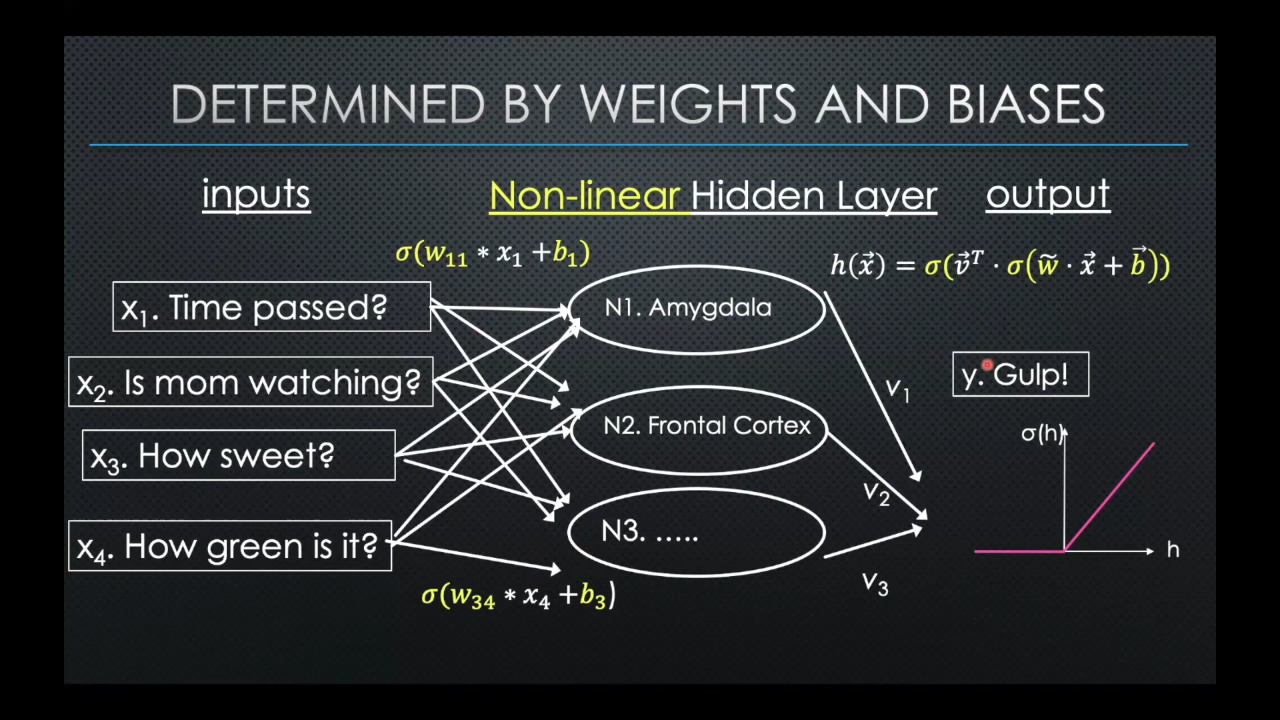 DETERMINED BY WEIGHTS AND BIASES
inputs
Non-linear Hidden Layer
output
σ(w₁₁ * x₁ +b₁)
h(x⃗) = σ(v⃗ᵀ · σ(w̃ · x⃗ + b⃗))
x₁. Time passed?
N1. Amygdala
x₂. Is mom watching?
y. Gulp!
v₁
x₃. How sweet?
N2. Frontal Cortex
σ(h)
v₂
x₄. How green is it?
N3. .....
h
σ(w₃₄ * x₄ +b₃)
v₃